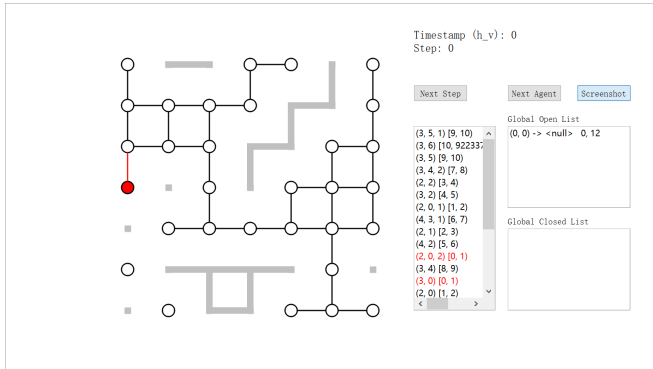 Timestamp (h_v): 0
Step: 0
Next Step
Next Agent
Screenshot
Global Open List
(0, 0) -> <null> 0, 12
(3, 5, 1) [9, 10)
(3, 6) [10, 922337
(3, 5) [9, 10)
(3, 4, 2) [7, 8)
(2, 2) [3, 4)
(3, 2) [4, 5)
(2, 0, 1) [1, 2)
(4, 3, 1) [6, 7)
(2, 1) [2, 3)
(4, 2) [5, 6)
(2, 0, 2) [0, 1)
(3, 4) [8, 9)
(3, 0) [0, 1)
(2, 0) [1, 2)
Global Closed List